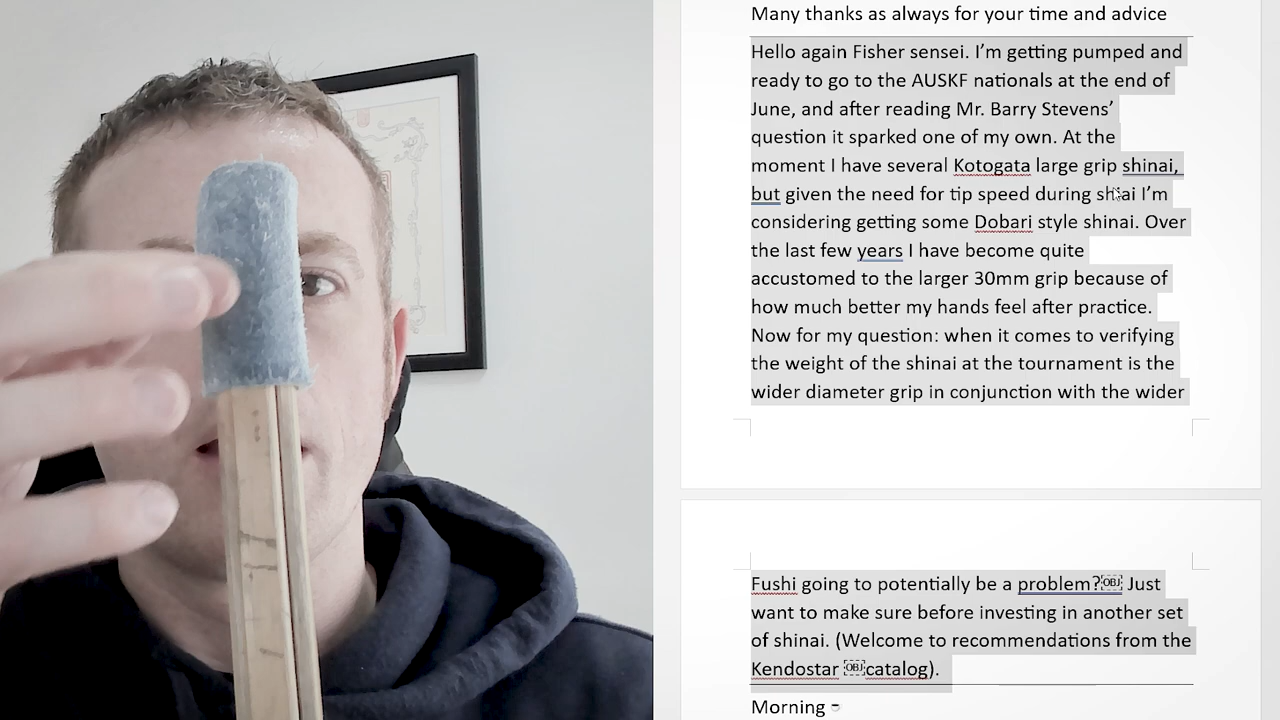 Many thanks as always for your time and advice
Hello again Fisher sensei. I’m getting pumped and
ready to go to the AUSKF nationals at the end of
June, and after reading Mr. Barry Stevens’
question it sparked one of my own. At the
moment I have several Kotogata large grip shinai,
but given the need for tip speed during shiai I’m
considering getting some Dobari style shinai. Over
the last few years I have become quite
accustomed to the larger 30mm grip because of
how much better my hands feel after practice.
Now for my question: when it comes to verifying
the weight of the shinai at the tournament is the
wider diameter grip in conjunction with the wider
Fushi going to potentially be a problem? Just
want to make sure before investing in another set
of shinai. (Welcome to recommendations from the
Kendostar catalog).
Morning